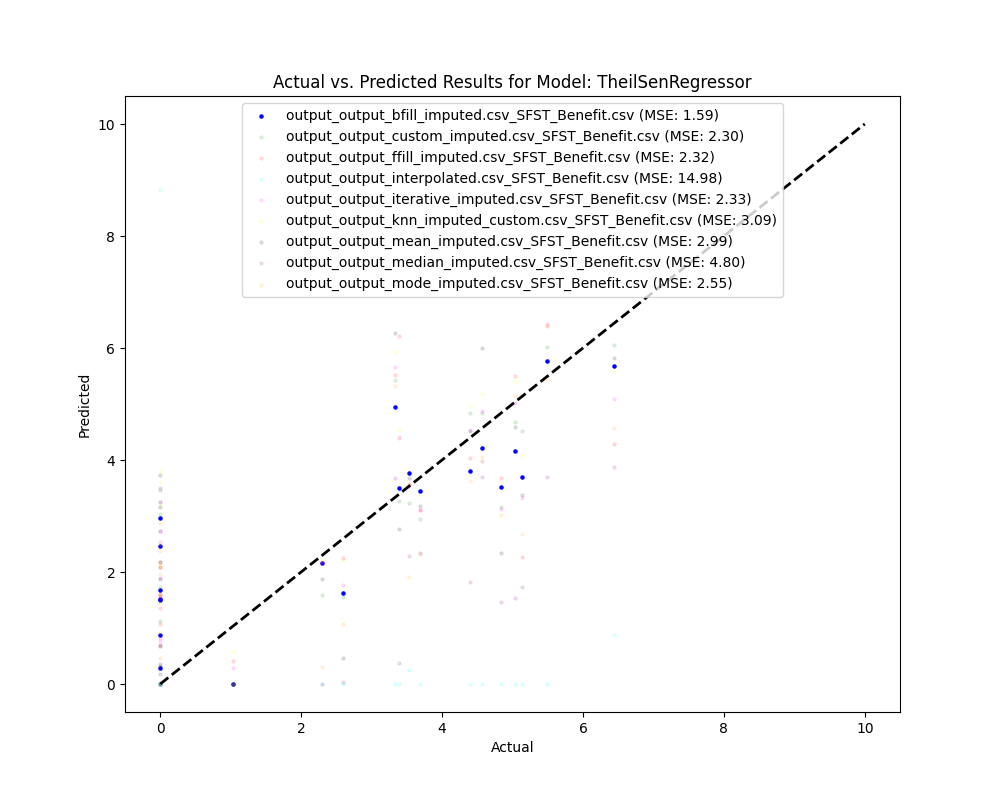 Actual vs. Predicted Results for Model: TheilSenRegressor
output_output_bfill_imputed.csv_SFST_Benefit.csv (MSE: 1.59)
output_output_custom_imputed.csv_SFST_Benefit.csv (MSE: 2.30)
output_output_ffill_imputed.csv_SFST_Benefit.csv (MSE: 2.32)
output_output_interpolated.csv_SFST_Benefit.csv (MSE: 14.98)
output_output_iterative_imputed.csv_SFST_Benefit.csv (MSE: 2.33)
output_output_knn_imputed_custom.csv_SFST_Benefit.csv (MSE: 3.09)
output_output_mean_imputed.csv_SFST_Benefit.csv (MSE: 2.99)
output_output_median_imputed.csv_SFST_Benefit.csv (MSE: 4.80)
output_output_mode_imputed.csv_SFST_Benefit.csv (MSE: 2.55)
10
8
6
4
2
0
Predicted
0 2 4 6 8 10
Actual